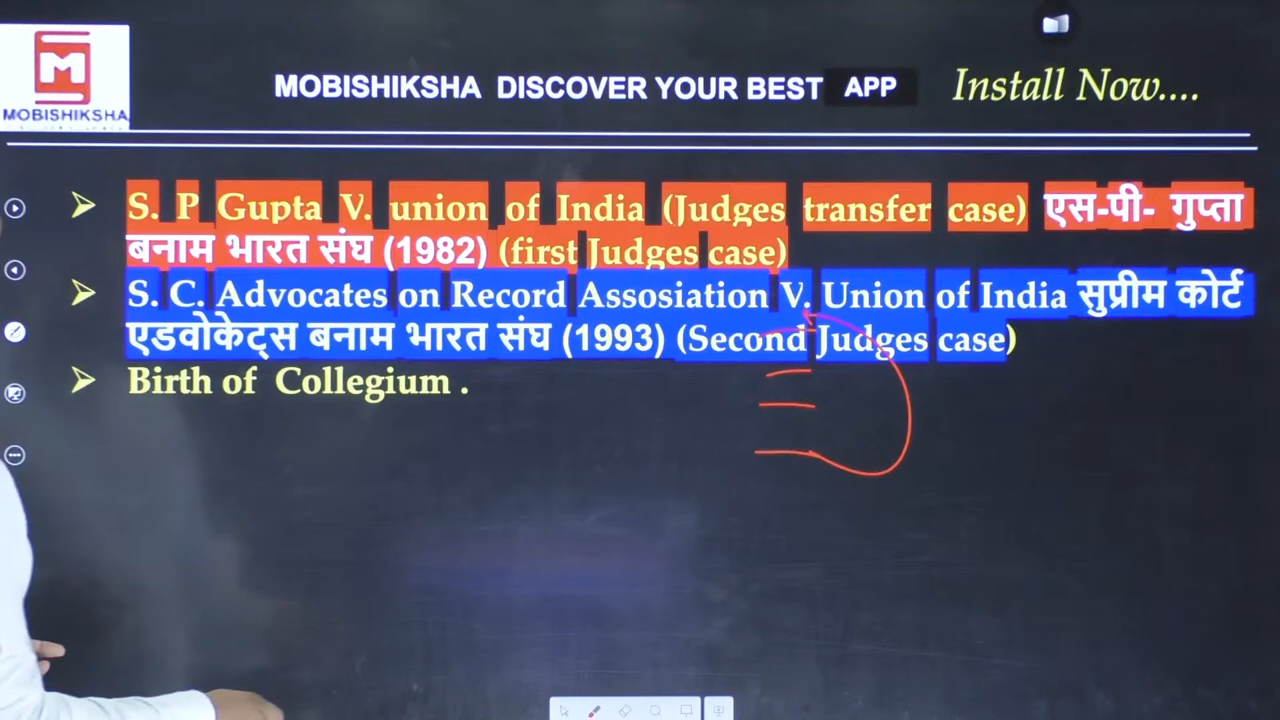 MOBISHIKSHA DISCOVER YOUR BEST APP Install Now....
MOBISHIKSHA
S. P Gupta V. union of India (Judges transfer case) एस-पी- गुप्ता
बनाम भारत संघ (1982) (first Judges case)
S. C. Advocates on Record Assosiation V. Union of India सुप्रीम कोर्ट
एडवोकेट्स बनाम भारत संघ (1993) (Second Judges case)
Birth of Collegium .